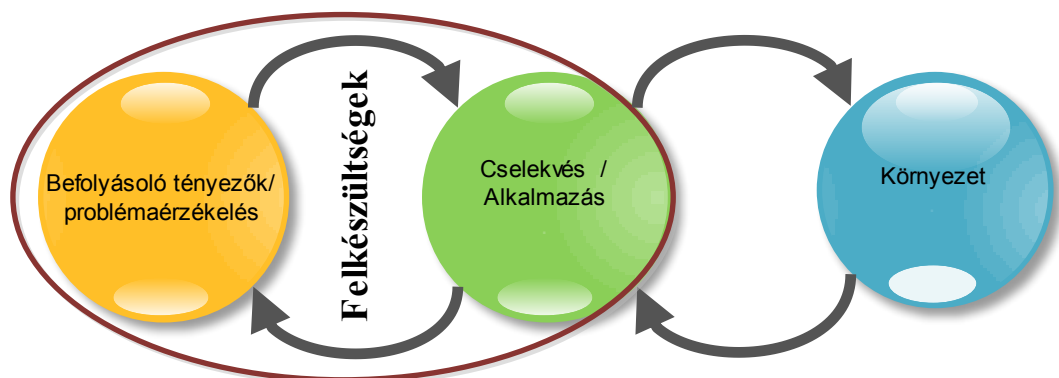 Befolyásoló tényezők/
problémaérzékelés
Felkészültségek
Cselekvés /
Alkalmazás
Környezet